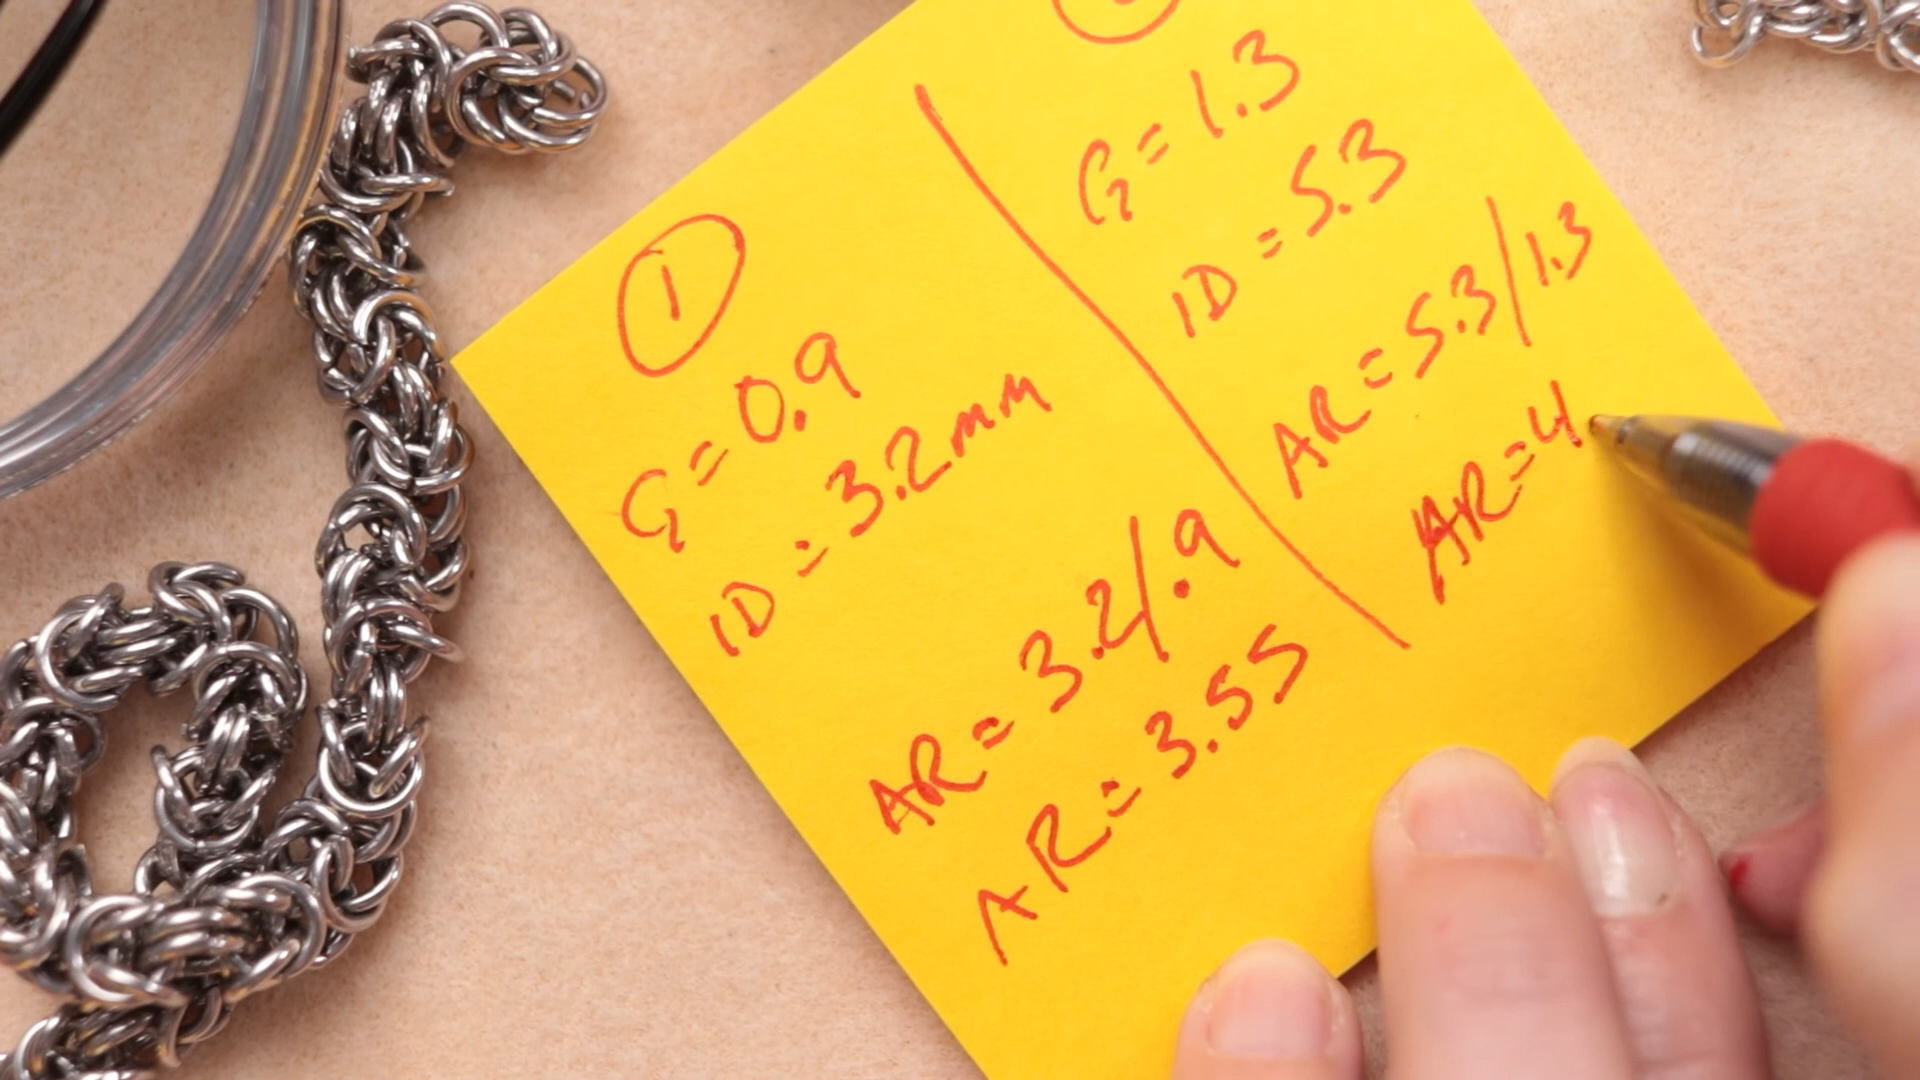 1
G = 0.9
ID = 3.2mm
AR = 3.2/.9
AR = 3.55
G = 1.3
ID = 5.3
AR = 5.3/1.3
AR = 4